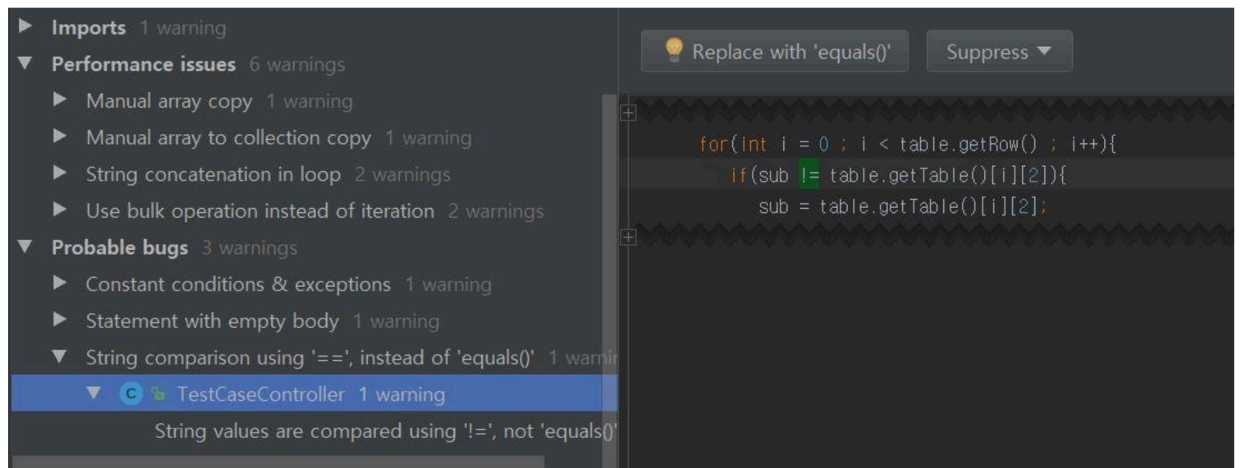 Imports 1 warning
Performance issues 6 warnings
Manual array copy 1 warning
Manual array to collection copy 1 warning
String concatenation in loop 2 warnings
Use bulk operation instead of iteration 2 warnings
Probable bugs 3 warnings
Constant conditions & exceptions 1 warning
Statement with empty body 1 warning
String comparison using '==', instead of 'equals()' 1 warnin
C TestCaseController 1 warning
String values are compared using '!=', not 'equals()'
Replace with 'equals()' Suppress
for(int i = 0 ; i < table.getRow() ; i++){
if(sub != table.getTable()[i][2]){
sub = table.getTable()[i][2];